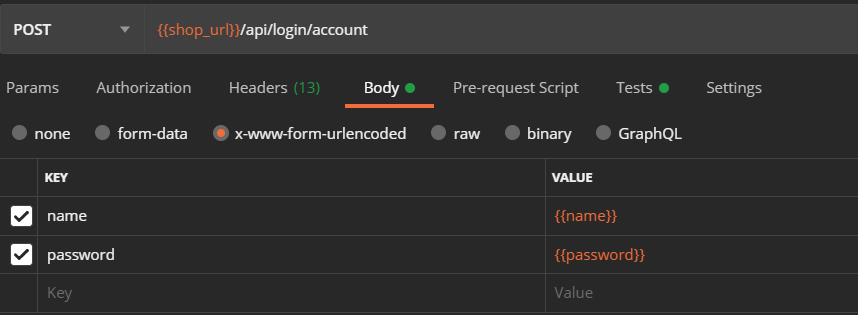 POST {{shop_url}}/api/login/account
Params Authorization Headers (13) Body Pre-request Script Tests Settings
none form-data x-www-form-urlencoded raw binary GraphQL
KEY VALUE
name {{name}}
password {{password}}
Key Value